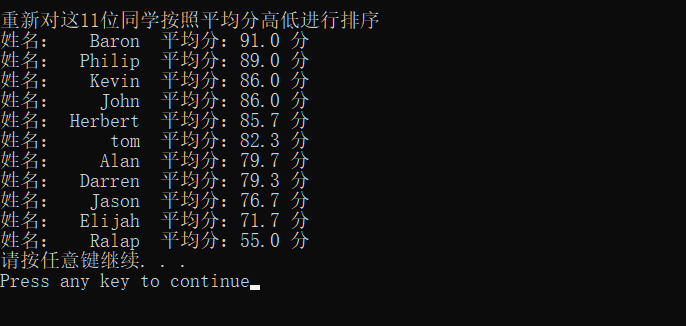 重新对这11位同学按照平均分高低进行排序
姓名: Baron 平均分: 91.0 分
姓名: Philip 平均分: 89.0 分
姓名: Kevin 平均分: 86.0 分
姓名: John 平均分: 86.0 分
姓名: Herbert 平均分: 85.7 分
姓名: tom 平均分: 82.3 分
姓名: Alan 平均分: 79.7 分
姓名: Darren 平均分: 79.3 分
姓名: Jason 平均分: 76.7 分
姓名: Elijah 平均分: 71.7 分
姓名: Ralap 平均分: 55.0 分
请按任意键继续. . .
Press any key to continue